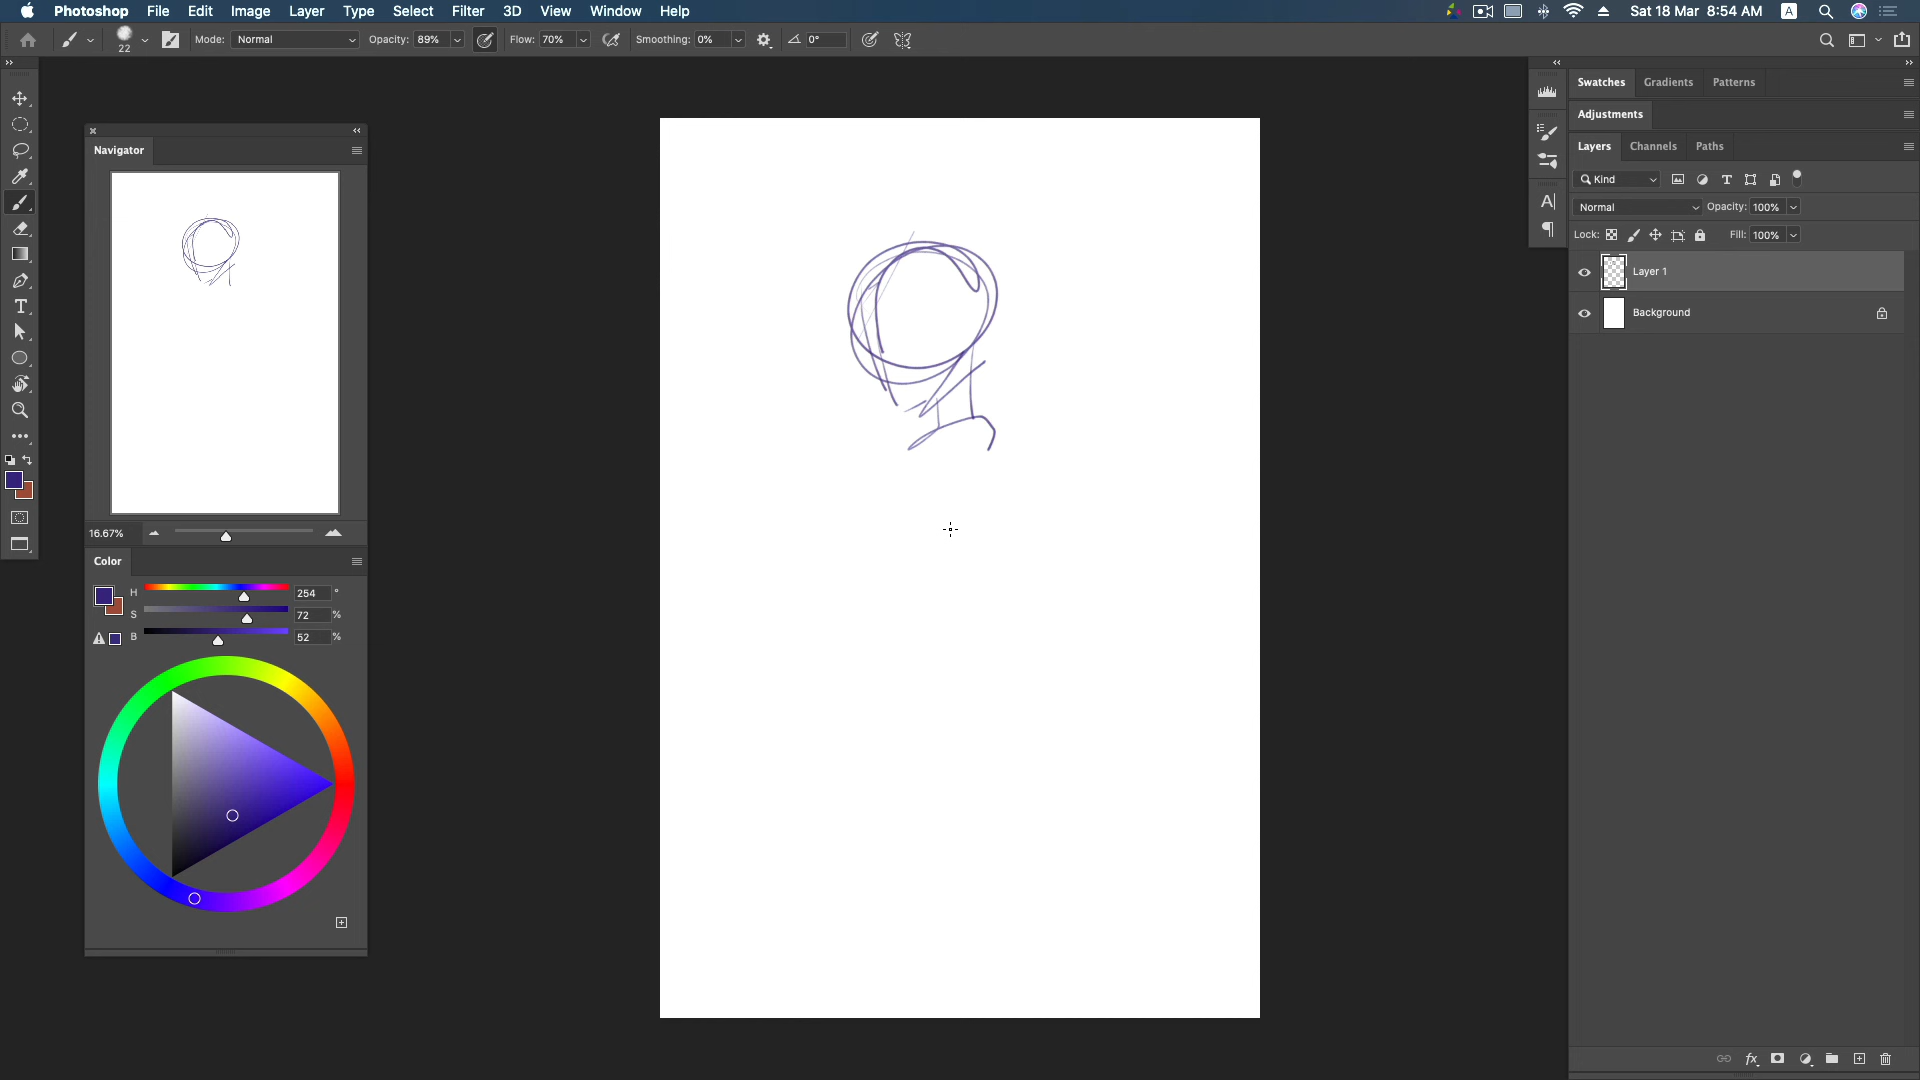 Photoshop File Edit Image Layer Type Select Filter 3D View Window Help Sat 18 Mar 8:54 AM A
22 Mode: Normal Opacity: 89% Flow: 70% Smoothing: 0% 0°
Swatches Gradients Patterns
Adjustments
Layers Channels Paths
Kind
Normal Opacity: 100%
Lock: Fill: 100%
Layer 1
Background
Navigator
16.67%
Color
H 254 °
S 72 %
B 52 %